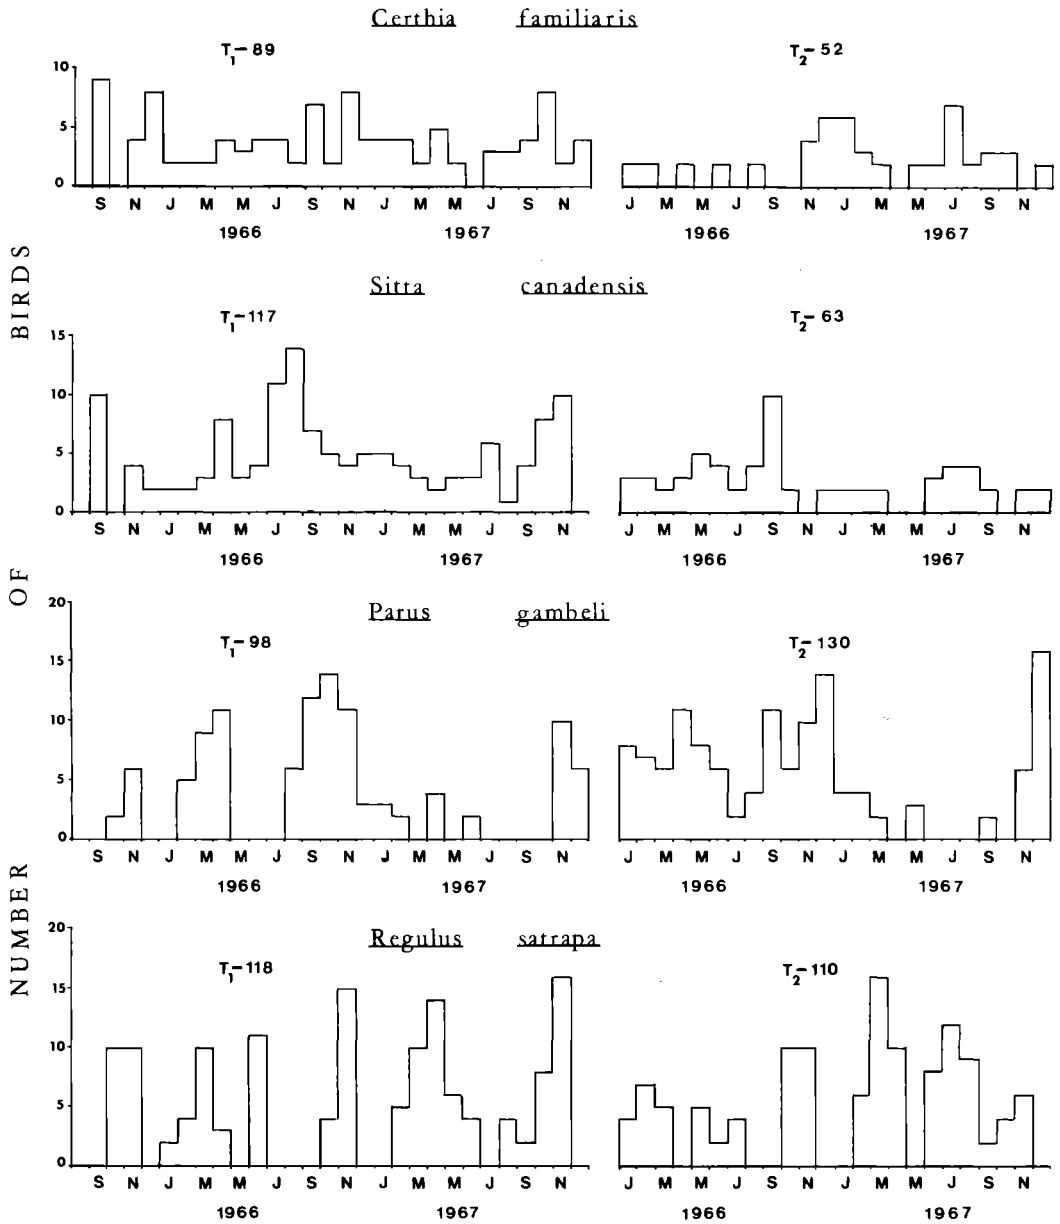 Certhia familiaris
T1-89 T2-52
10
5
0
S N J M M J S N J M M J S N J M M J S N J M M J S N
1966 1967 1966 1967
Sitta canadensis
T1-117 T2-63
15
10
5
0
S N J M M J S N J M M J S N J M M J S N J M M J S N
1966 1967 1966 1967
Parus gambeli
T1-98 T2-130
20
15
10
5
0
S N J M M J S N J M M J S N J M M J S N J M M J S N
1966 1967 1966 1967
Regulus satrapa
T1-118 T2-110
20
15
10
5
0
S N J M M J S N J M M J S N J M M J S N J M M J S N
1966 1967 1966 1967
NUMBER OF BIRDS